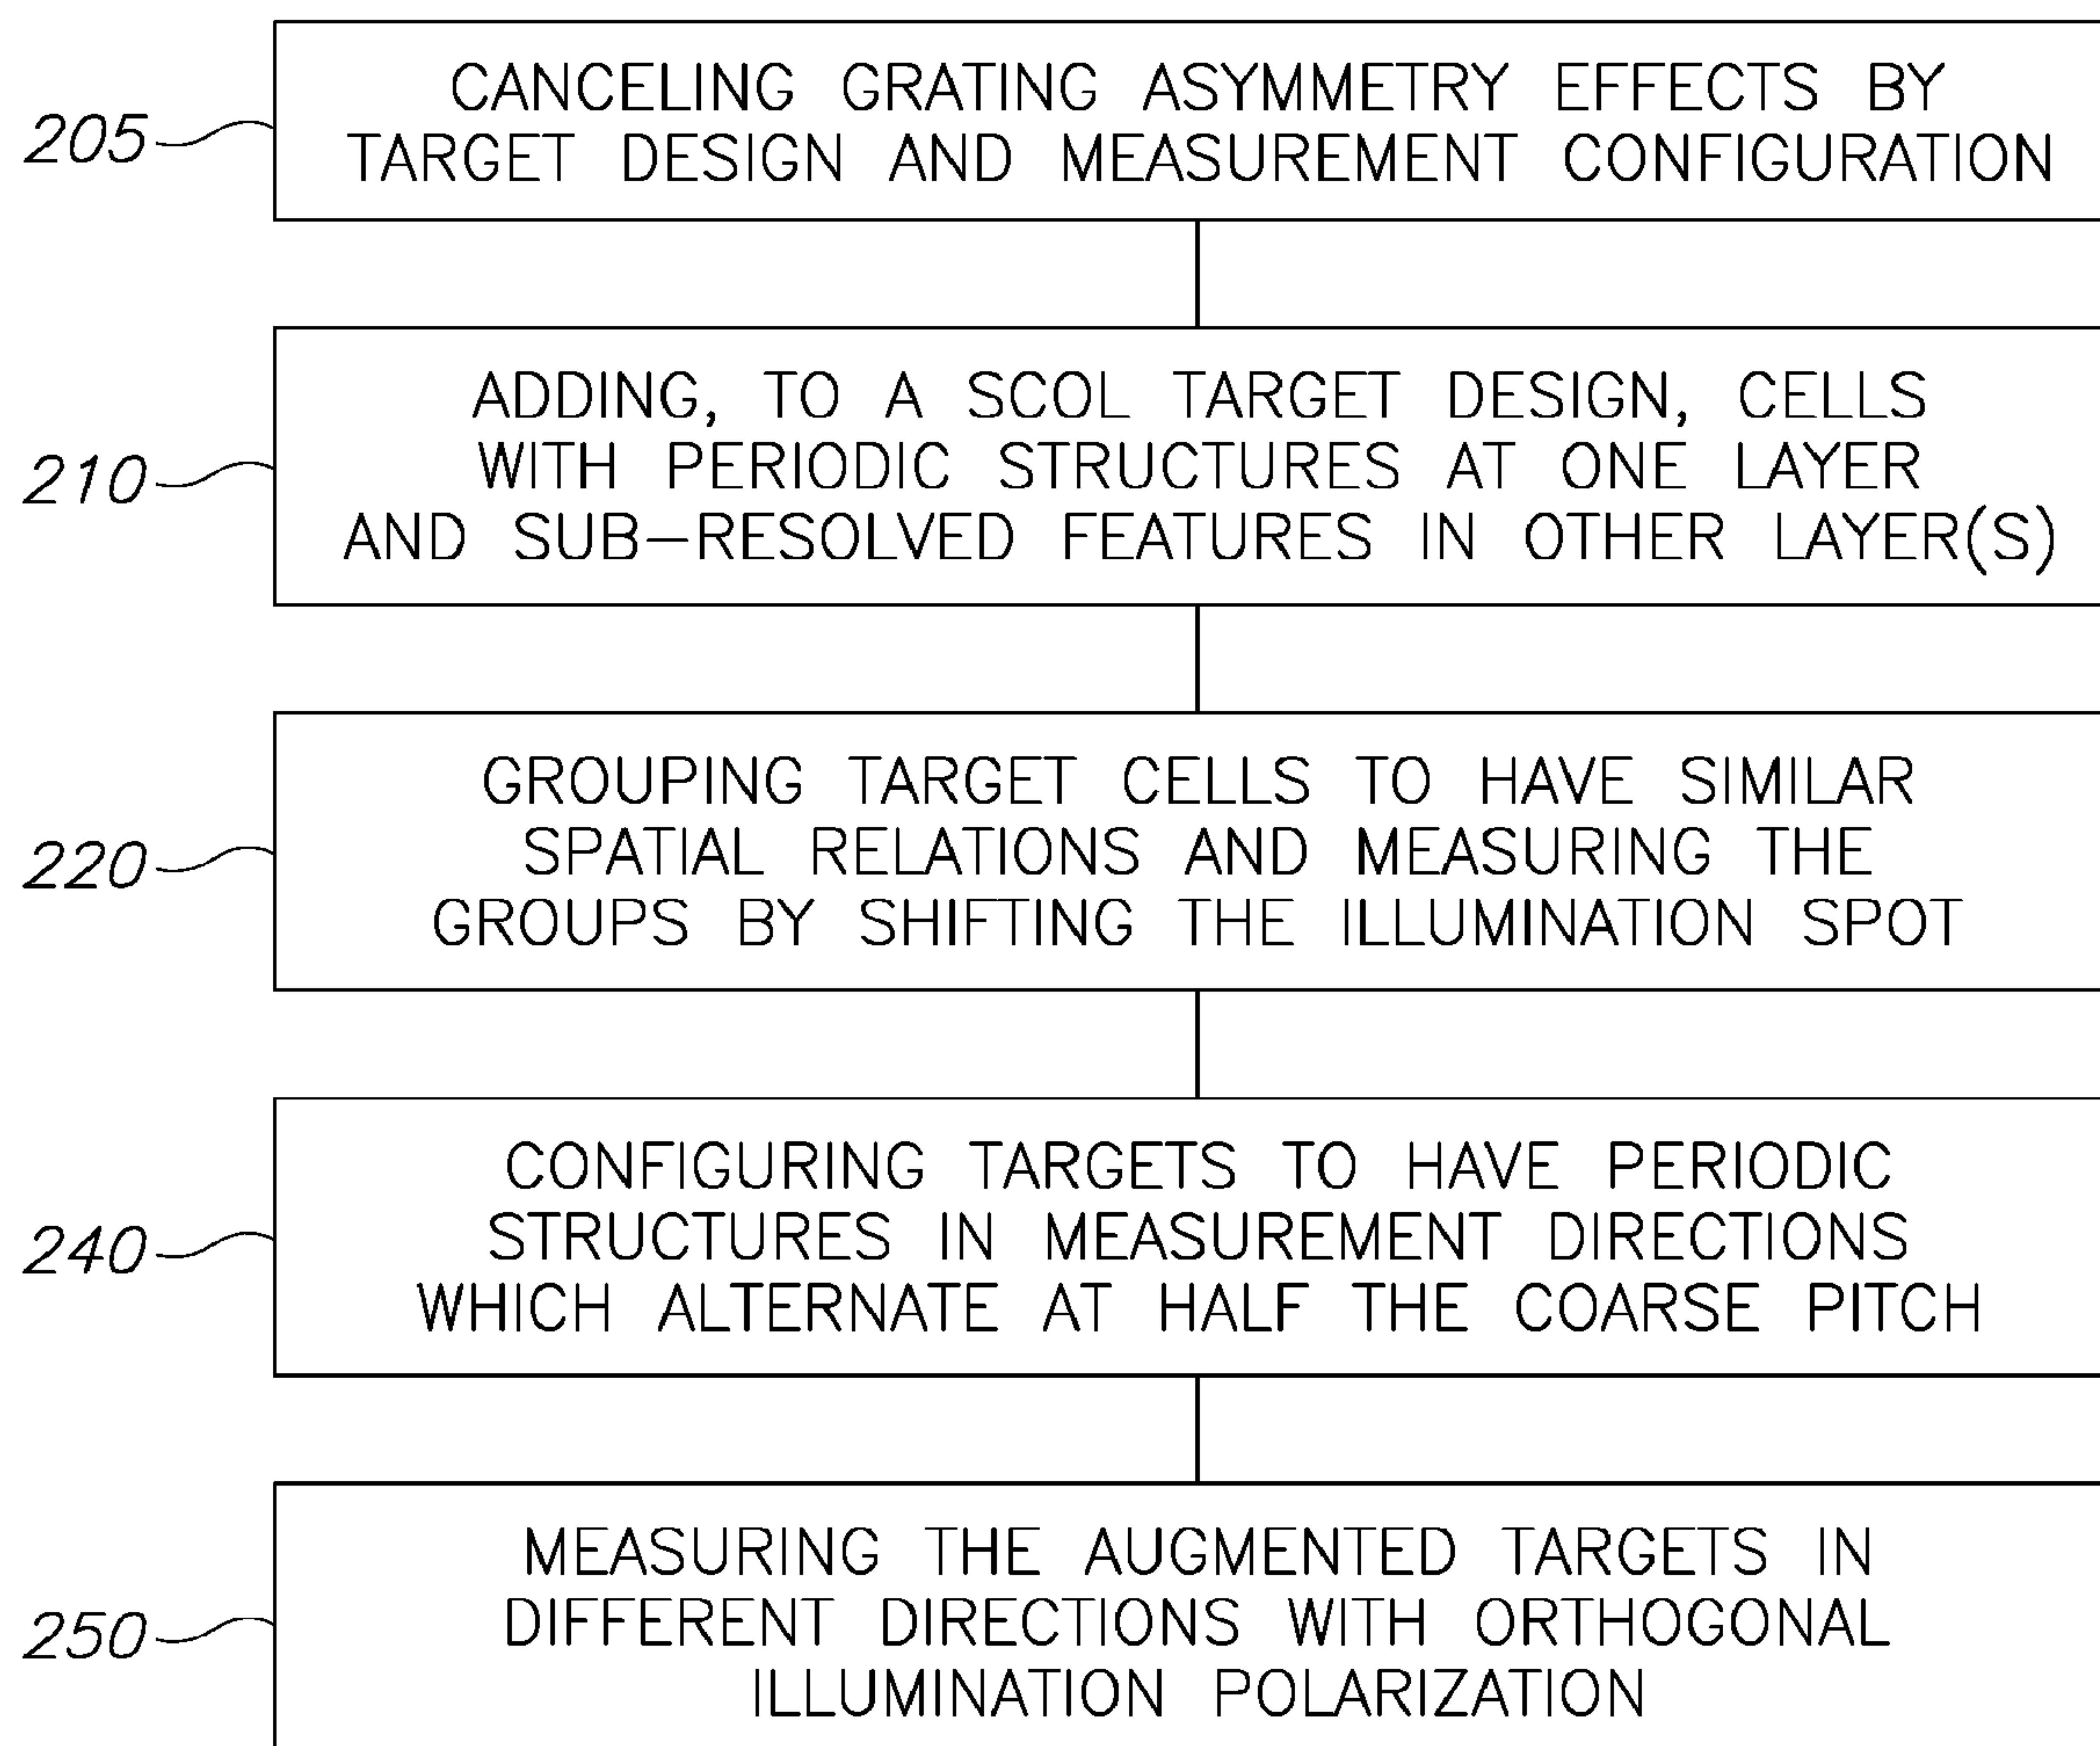 205
CANCELING GRATING ASYMMETRY EFFECTS BY
TARGET DESIGN AND MEASUREMENT CONFIGURATION
210
ADDING, TO A SCOL TARGET DESIGN, CELLS
WITH PERIODIC STRUCTURES AT ONE LAYER
AND SUB-RESOLVED FEATURES IN OTHER LAYER(S)
220
GROUPING TARGET CELLS TO HAVE SIMILAR
SPATIAL RELATIONS AND MEASURING THE
GROUPS BY SHIFTING THE ILLUMINATION SPOT
240
CONFIGURING TARGETS TO HAVE PERIODIC
STRUCTURES IN MEASUREMENT DIRECTIONS
WHICH ALTERNATE AT HALF THE COARSE PITCH
250
MEASURING THE AUGMENTED TARGETS IN
DIFFERENT DIRECTIONS WITH ORTHOGONAL
ILLUMINATION POLARIZATION